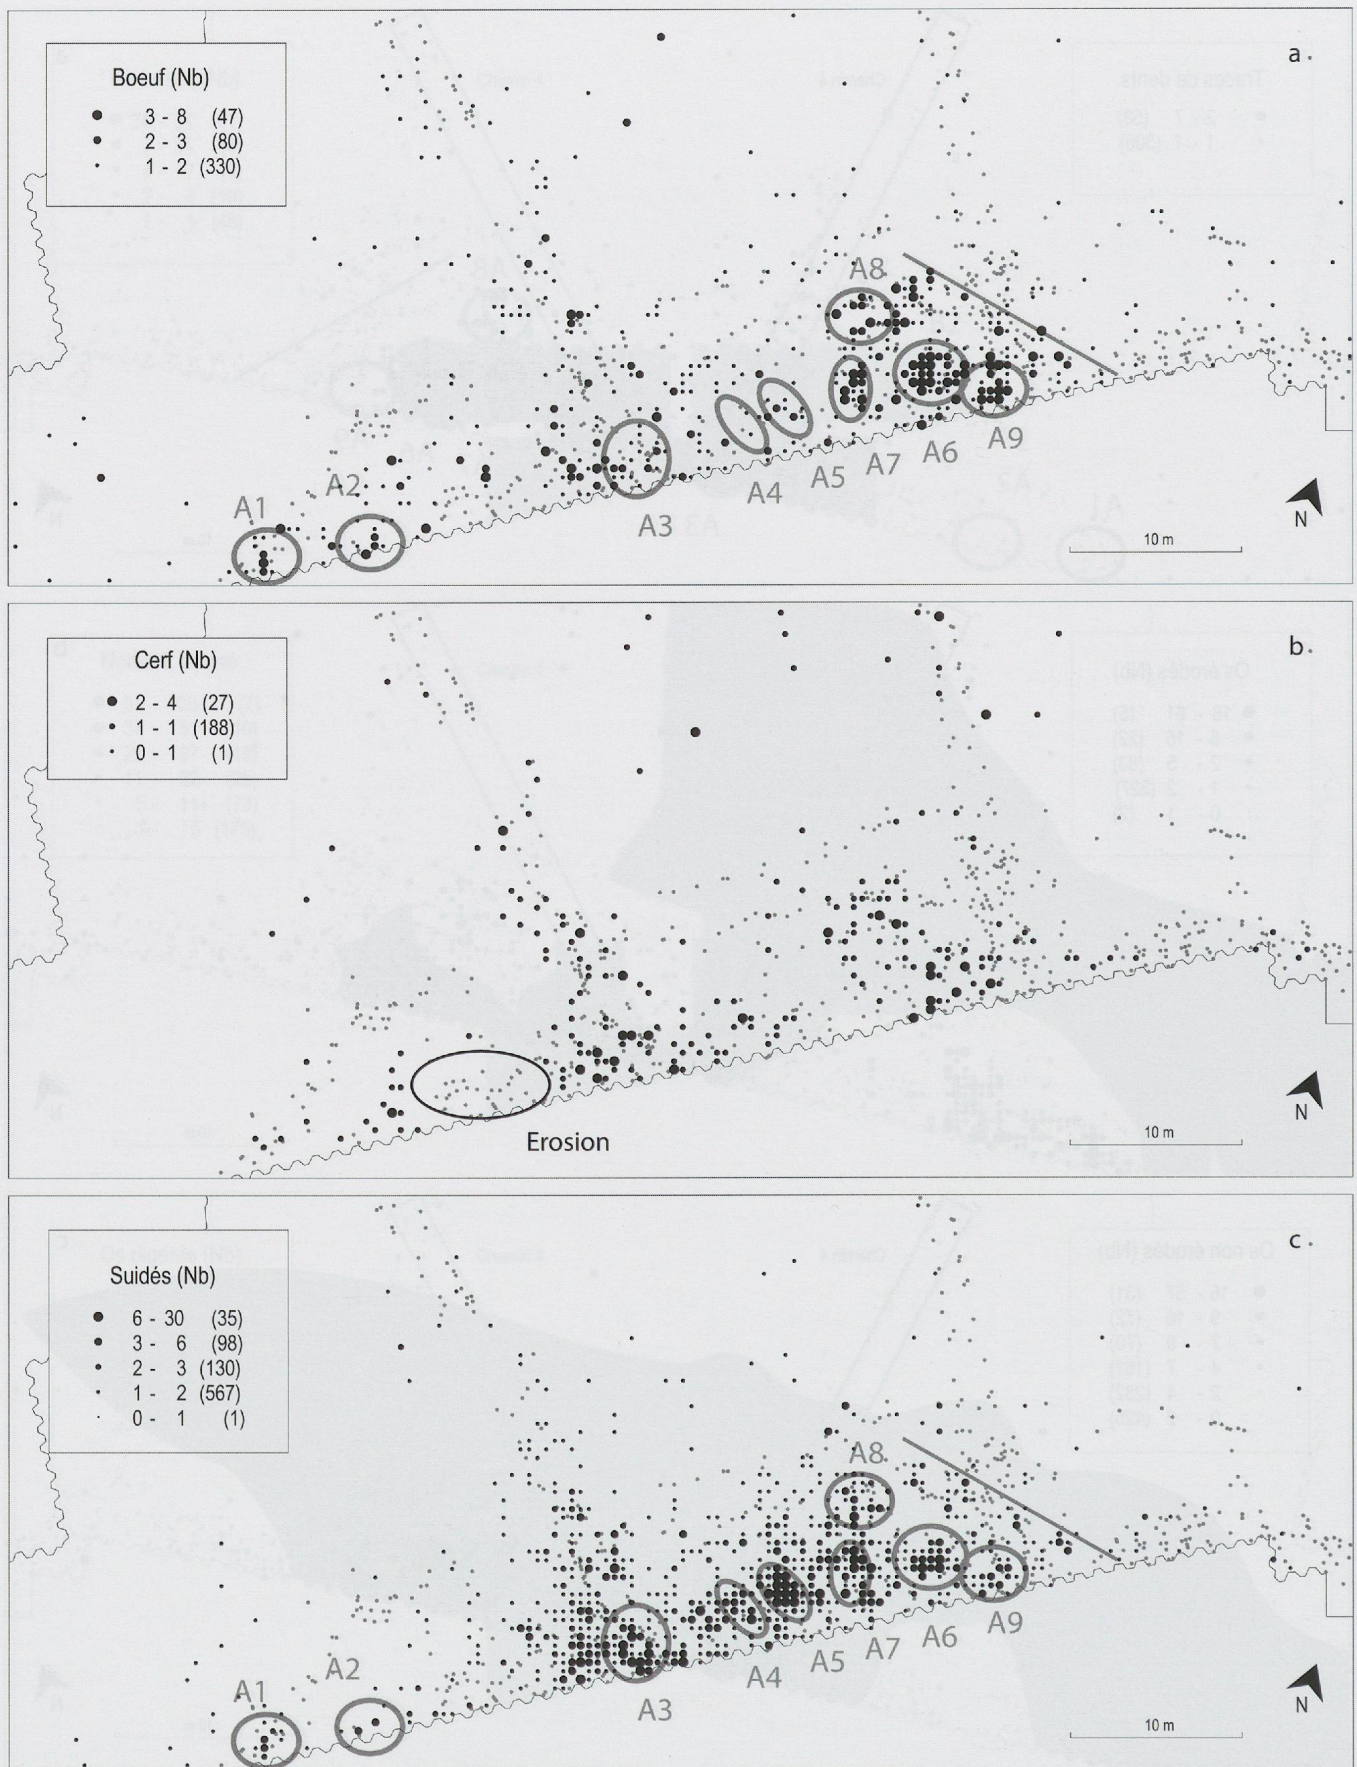 a.
Boeuf (Nb)
3 - 8 (47)
2 - 3 (80)
1 - 2 (330)
A8
A1
A2
A3
A4
A5
A7
A6
A9
N
10 m
b.
Cerf (Nb)
2 - 4 (27)
1 - 1 (188)
0 - 1 (1)
Erosion
N
10 m
c.
Suidés (Nb)
6 - 30 (35)
3 - 6 (98)
2 - 3 (130)
1 - 2 (567)
0 - 1 (1)
A8
A1
A2
A3
A4
A5
A7
A6
A9
N
10 m